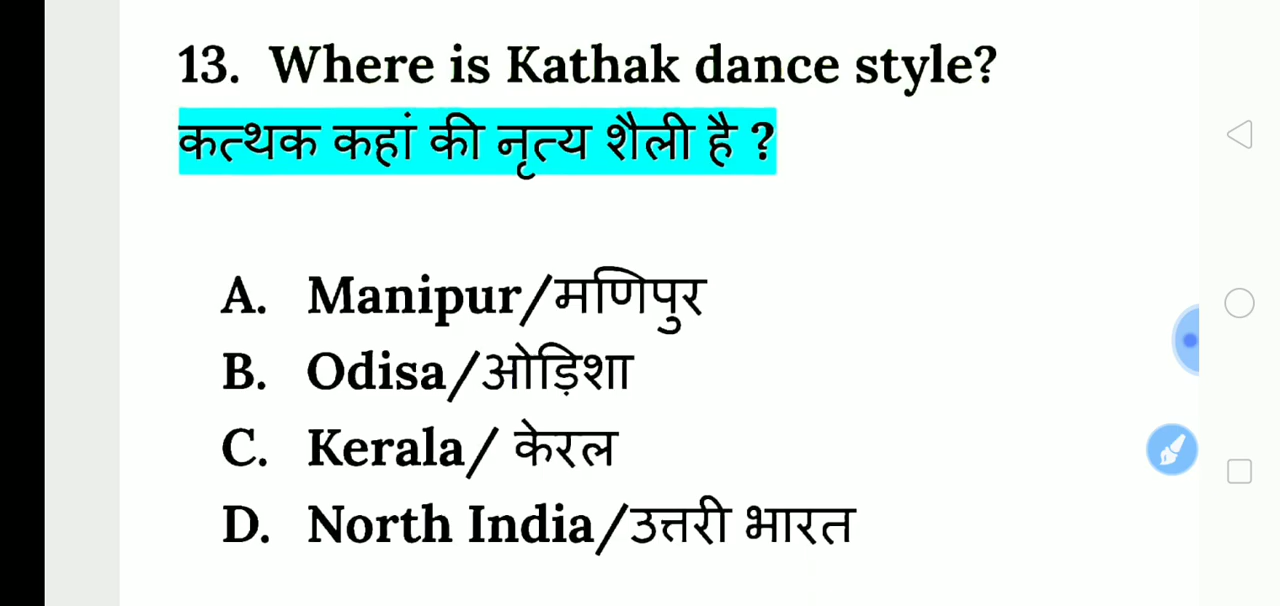 13. Where is Kathak dance style?
कत्थक कहां की नृत्य शैली है ?
A. Manipur/मणिपुर
B. Odisa/ओड़िशा
C. Kerala/ केरल
D. North India/उत्तरी भारत